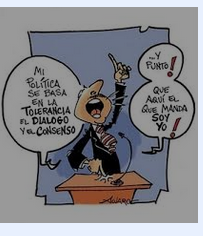 MI
POLÍTICA
SE BASA
EN LA
TOLERANCIA
EL DIALOGO
Y EL CONSENSO
...Y
PUNTO!
QUE
AQUÍ EL
QUE MANDA
SOY
YO!